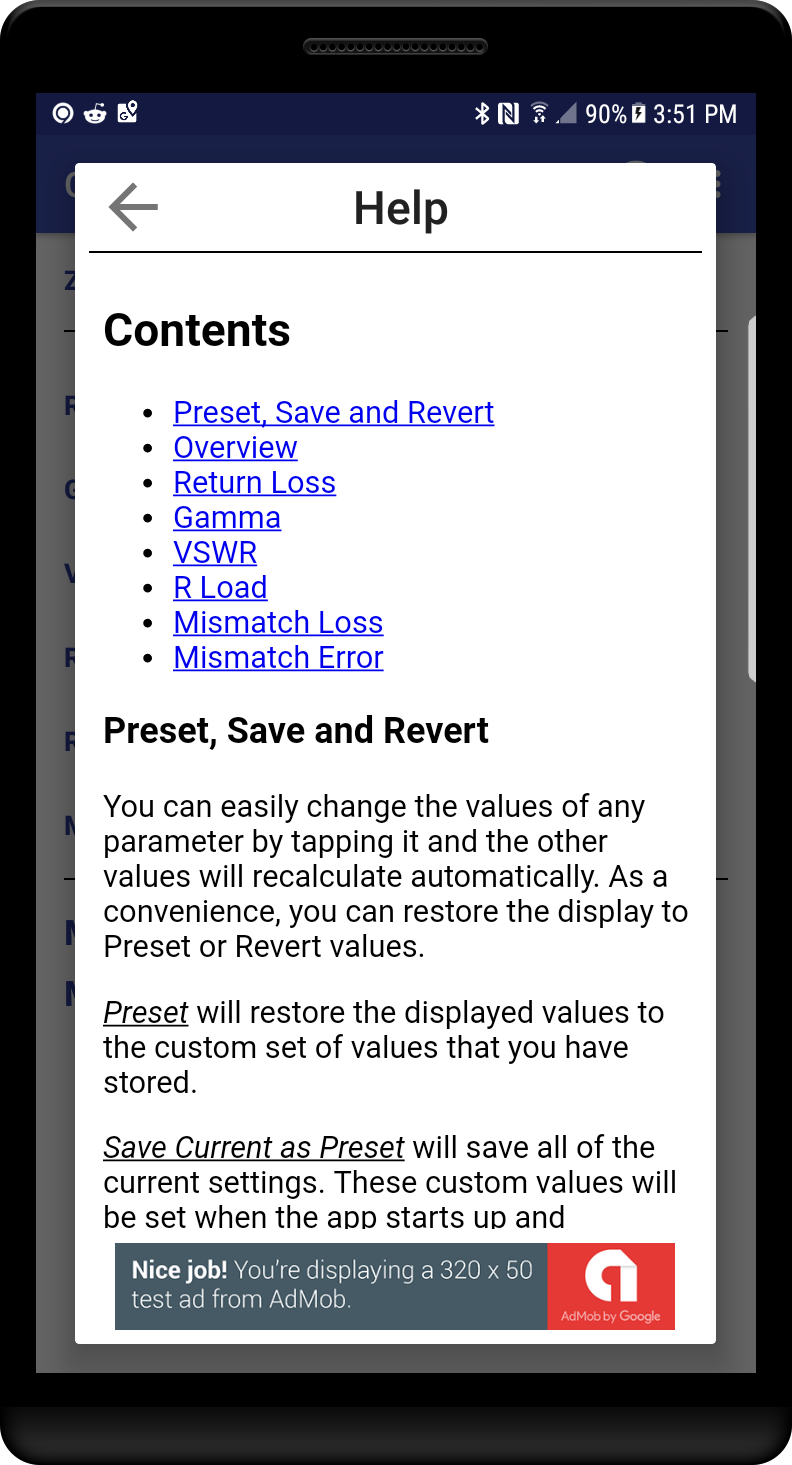 90% 3:51 PM
Help
Contents
• Preset, Save and Revert
• Overview
• Return Loss
• Gamma
• VSWR
• R Load
• Mismatch Loss
• Mismatch Error
Preset, Save and Revert
You can easily change the values of any
parameter by tapping it and the other
values will recalculate automatically. As a
convenience, you can restore the display to
Preset or Revert values.
Preset will restore the displayed values to
the custom set of values that you have
stored.
Save Current as Preset will save all of the
current settings. These custom values will
be set when the app starts up and
Nice job! You're displaying a 320 x 50
test ad from AdMob.
AdMob by Google